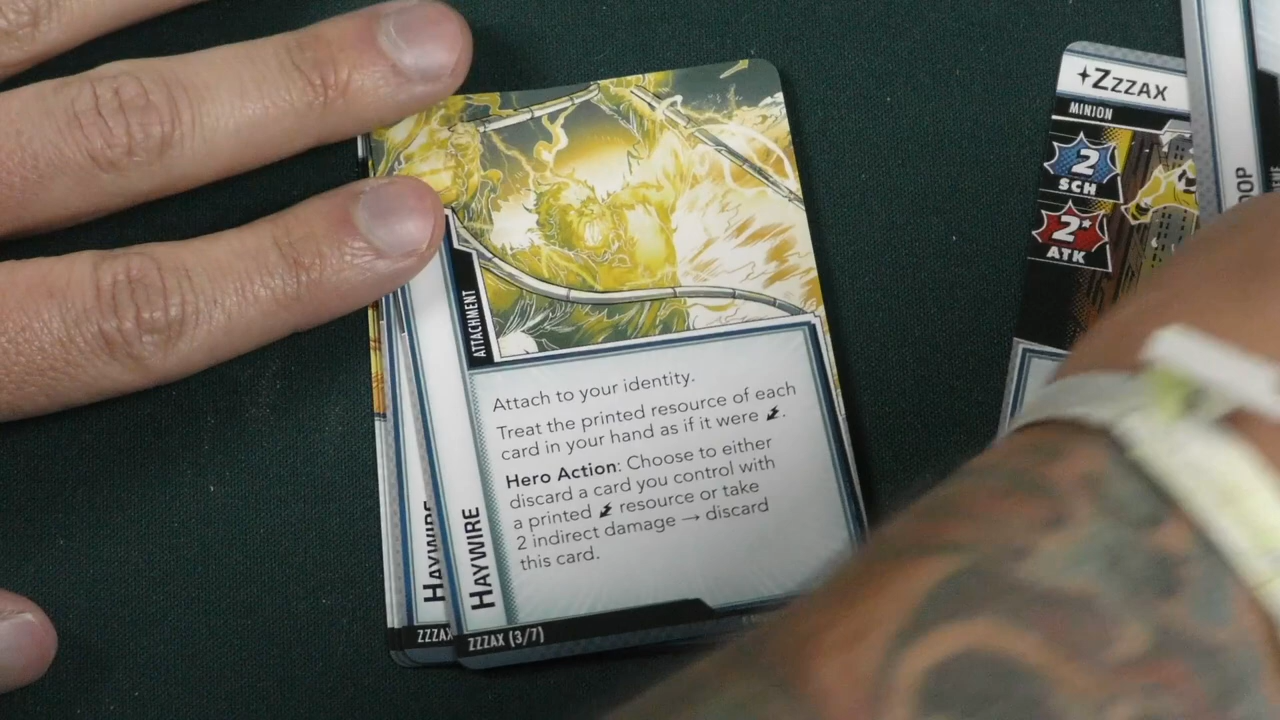 ATTACHMENT
Attach to your identity.
Treat the printed resource of each
card in your hand as if it were
.
Hero Action: Choose to either
discard a card you control with
a printed resource or take
2 indirect damage → discard
this card.
HAYWIRE
ZZZAX (3/7)
HAYWIRE
ZZZAX
ZZZAX
MINION
2
SCH
2*
ATK